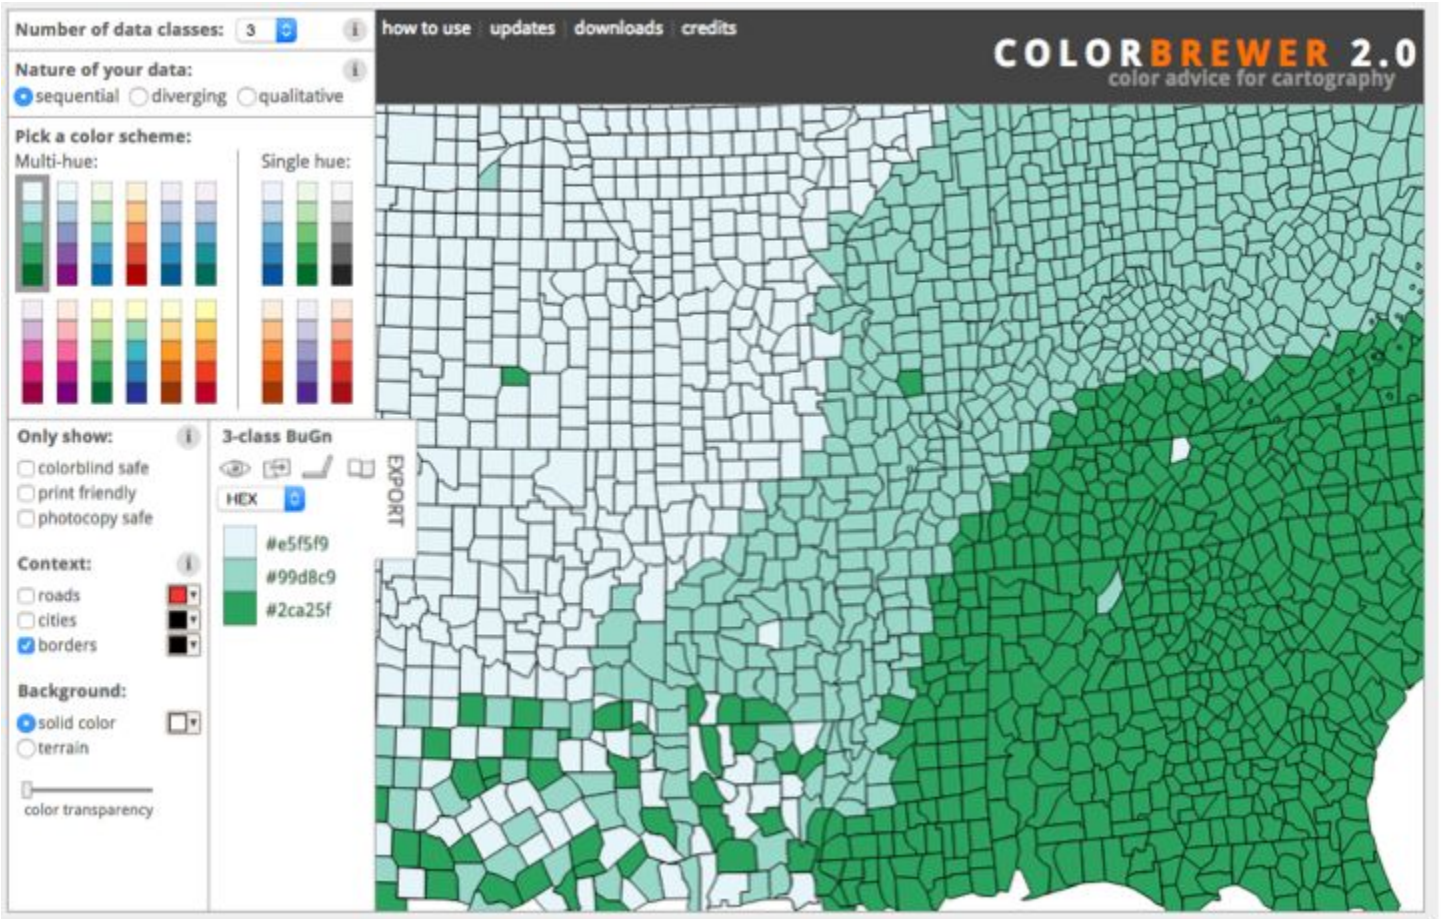 Number of data classes: 3 i
how to use | updates | downloads | credits
COLORBREWER 2.0
color advice for cartography
Nature of your data: i
sequential diverging qualitative
Pick a color scheme:
Multi-hue: Single hue:
Only show: i
colorblind safe
print friendly
photocopy safe
Context: i
roads
cities
borders
Background:
solid color
terrain
color transparency
3-class BuGn
HEX
#e5f5f9
#99d8c9
#2ca25f
EXPORT